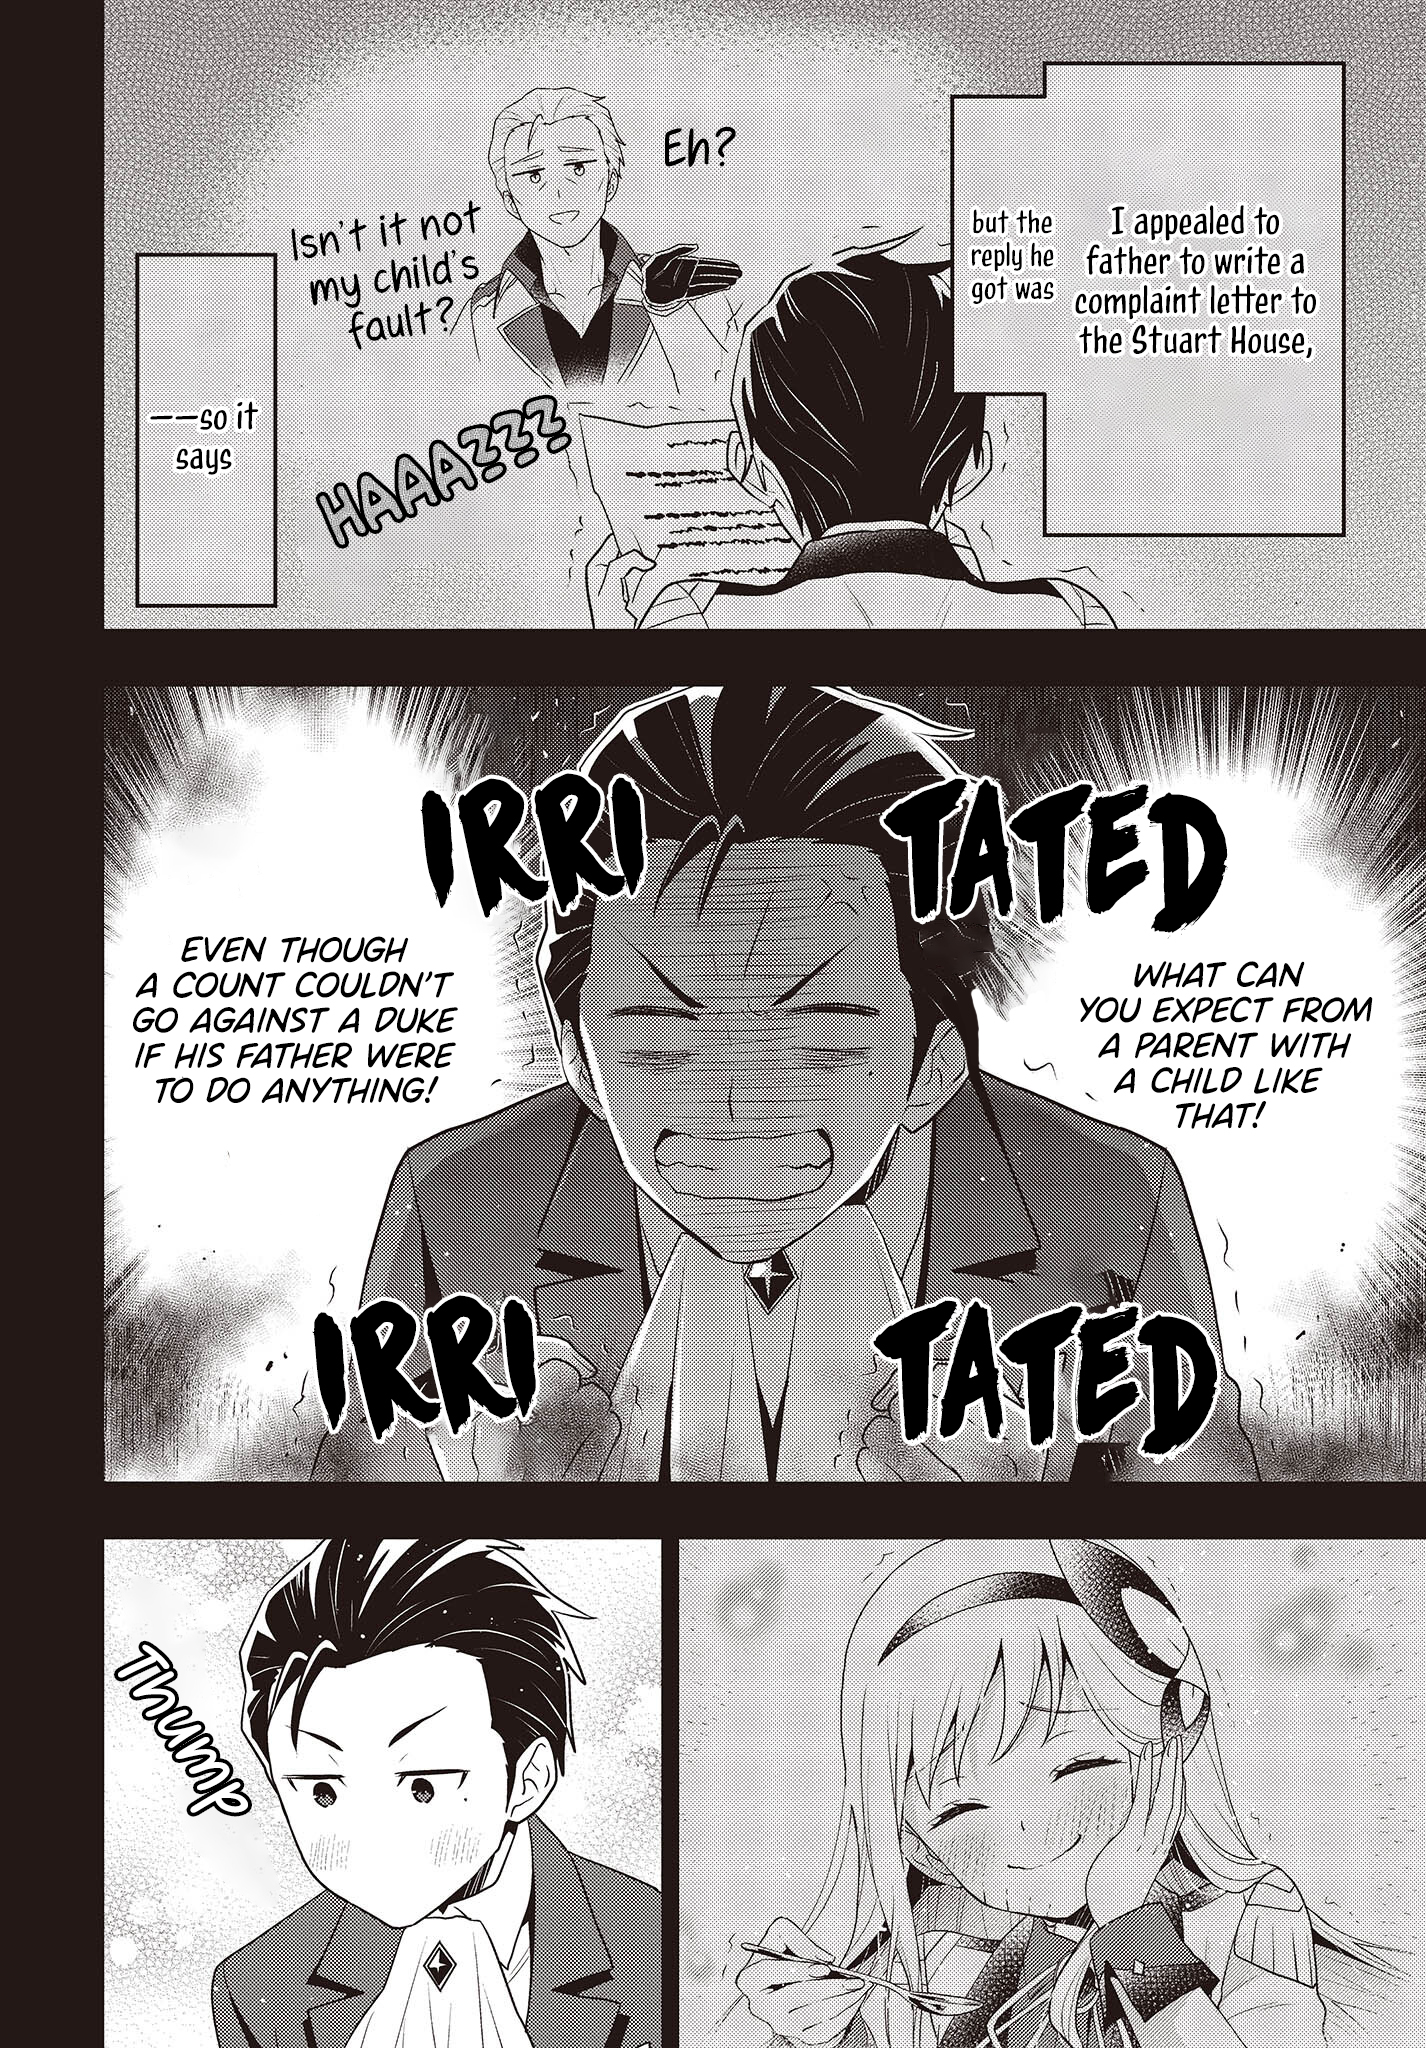 I appealed to
father to write a
complaint letter to
the Stuart House,
but the
reply he
got was
Eh?
Isn't it not
my child's
fault?
HAAAZZZ
——so it
says
IRRI
TATED
WHAT CAN
YOU EXPECT FROM
A PARENT WITH
A CHILD LIKE
THAT!
EVEN THOUGH
A COUNT COULDN'T
GO AGAINST A DUKE
IF HIS FATHER WERE
TO DO ANYTHING!
IRRI
TATED
Thump